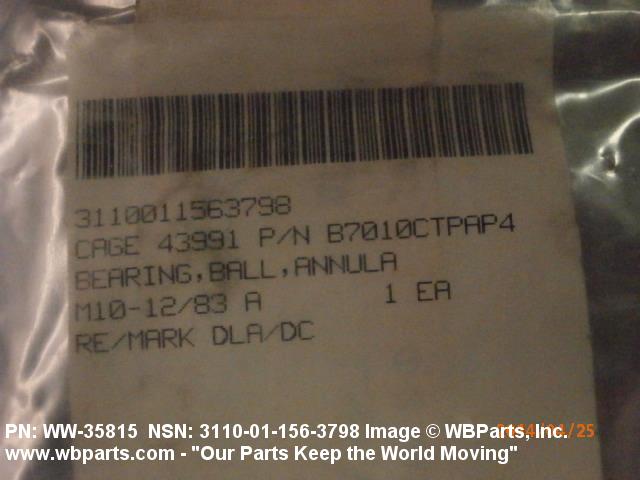 3110011563798
CAGE 43991 P/N B7010CTPAP4
BEARING,BALL,ANNULA
M10-12/83 A 1 EA
RE/MARK DLA/DC
PN: WW-35815 NSN: 3110-01-156-3798 Image © WBParts, Inc.
www.wbparts.com - "Our Parts Keep the World Moving"